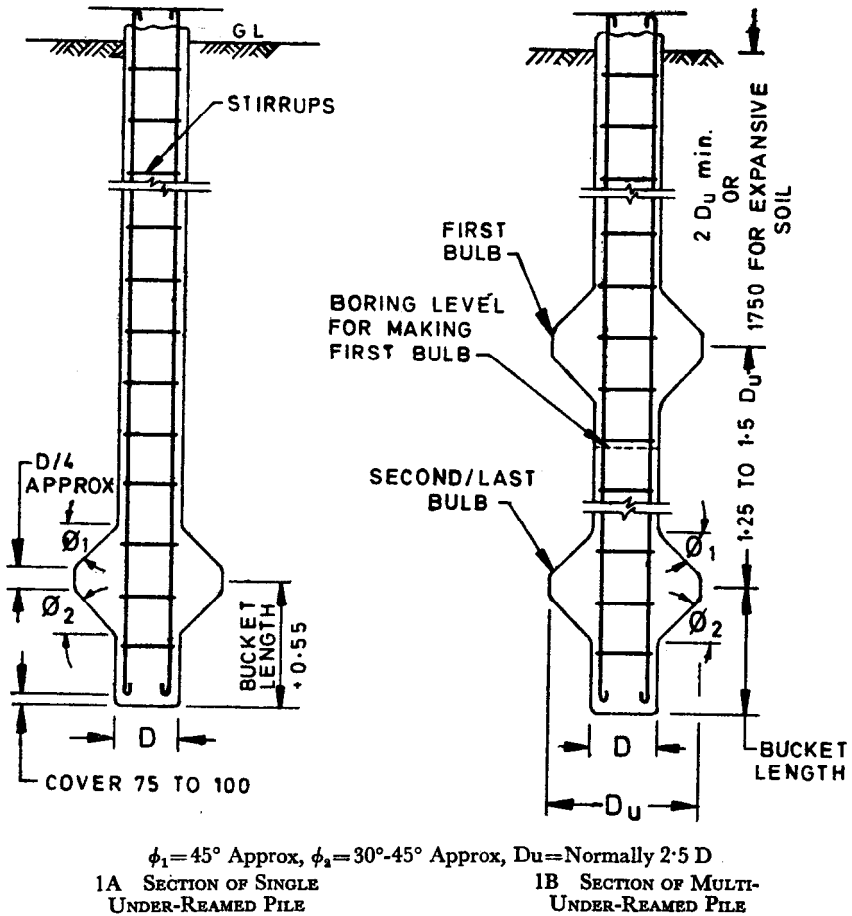 GL
STIRRUPS
D/4
APPROX
Ø1
Ø2
BUCKET
LENGTH
+0.55
D
COVER 75 TO 100
FIRST
BULB
BORING LEVEL
FOR MAKING
FIRST BULB
SECOND/LAST
BULB
2 Du min.
OR
1750 FOR EXPANSIVE
SOIL
1·25 TO 1·5 Du
Ø1
Ø2
D
Du
BUCKET
LENGTH
ϕ1=45° Approx, ϕ2=30°-45° Approx, Du=Normally 2·5 D
1A SECTION OF SINGLE
UNDER-REAMED PILE
1B SECTION OF MULTI-
UNDER-REAMED PILE